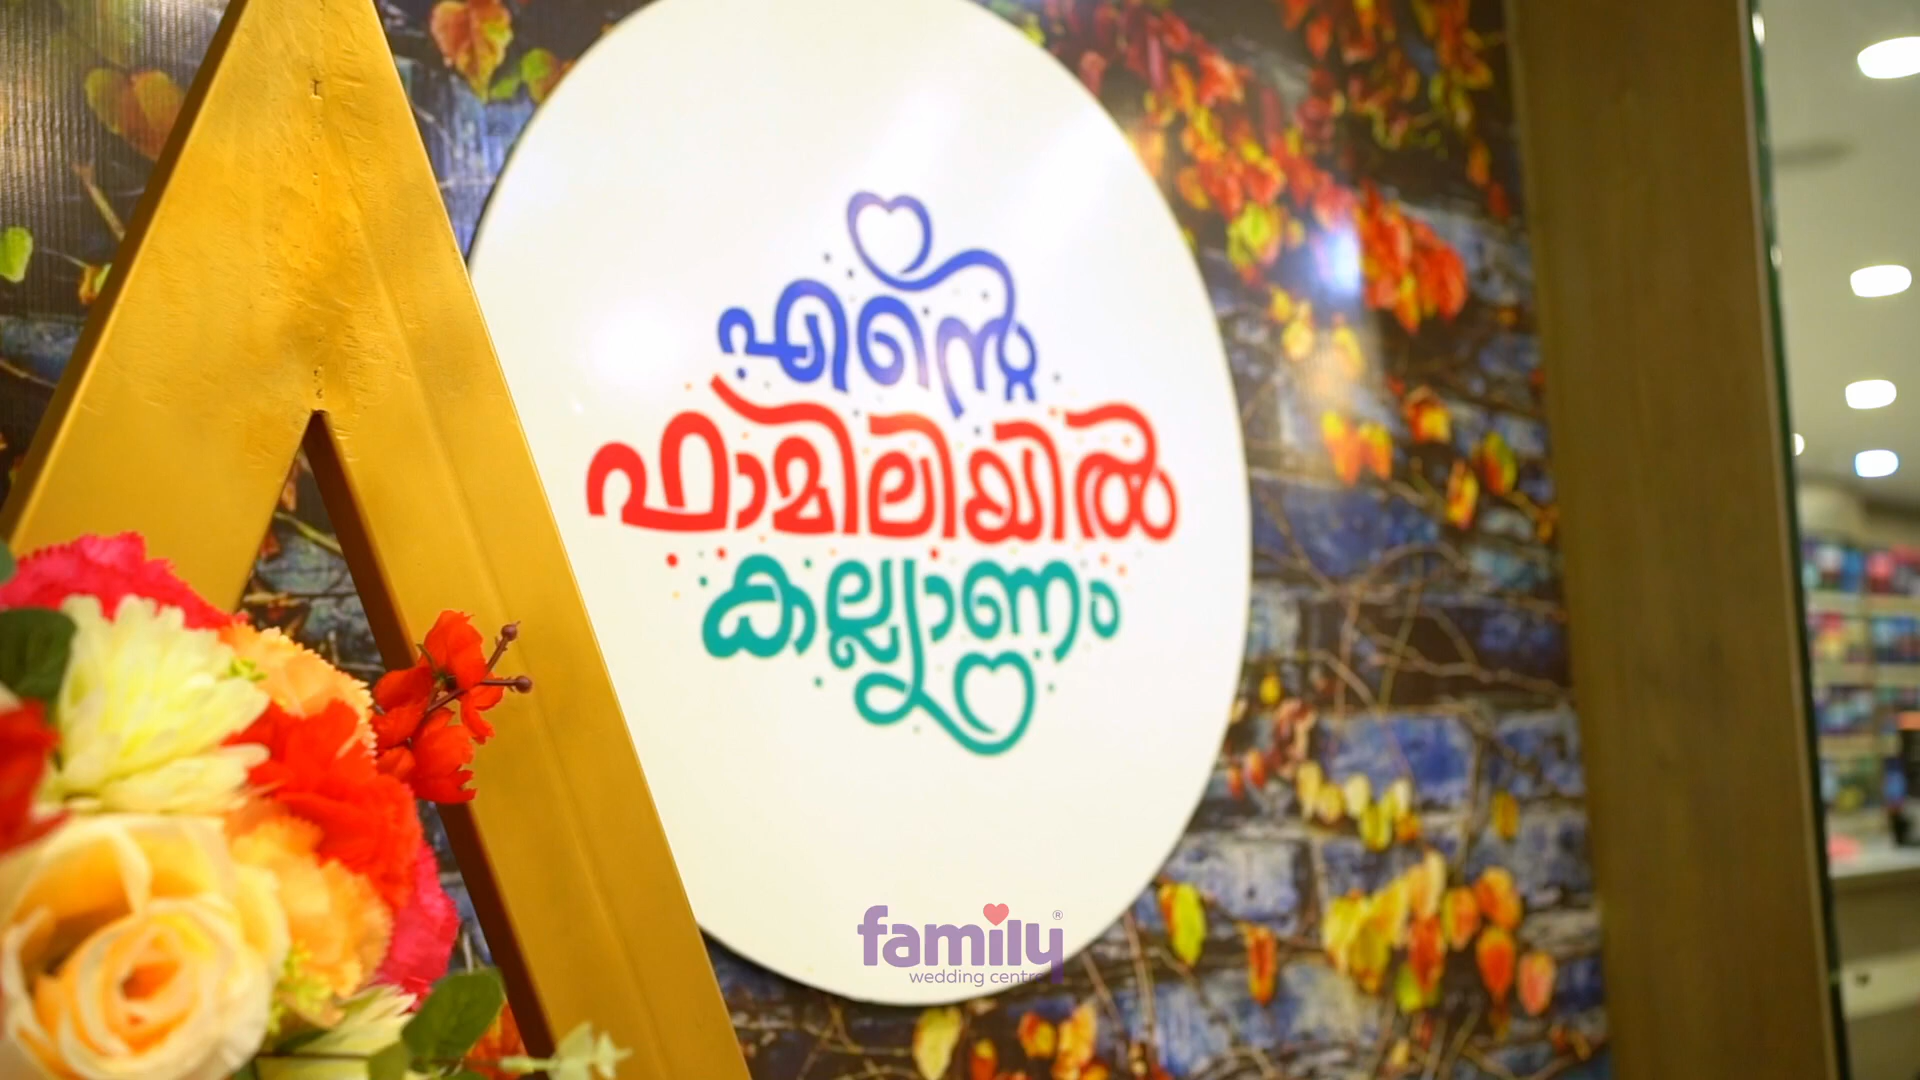 എന്റെ
ഫാമിലിയിൽ
കല്ല്യാണം
family®
wedding centre